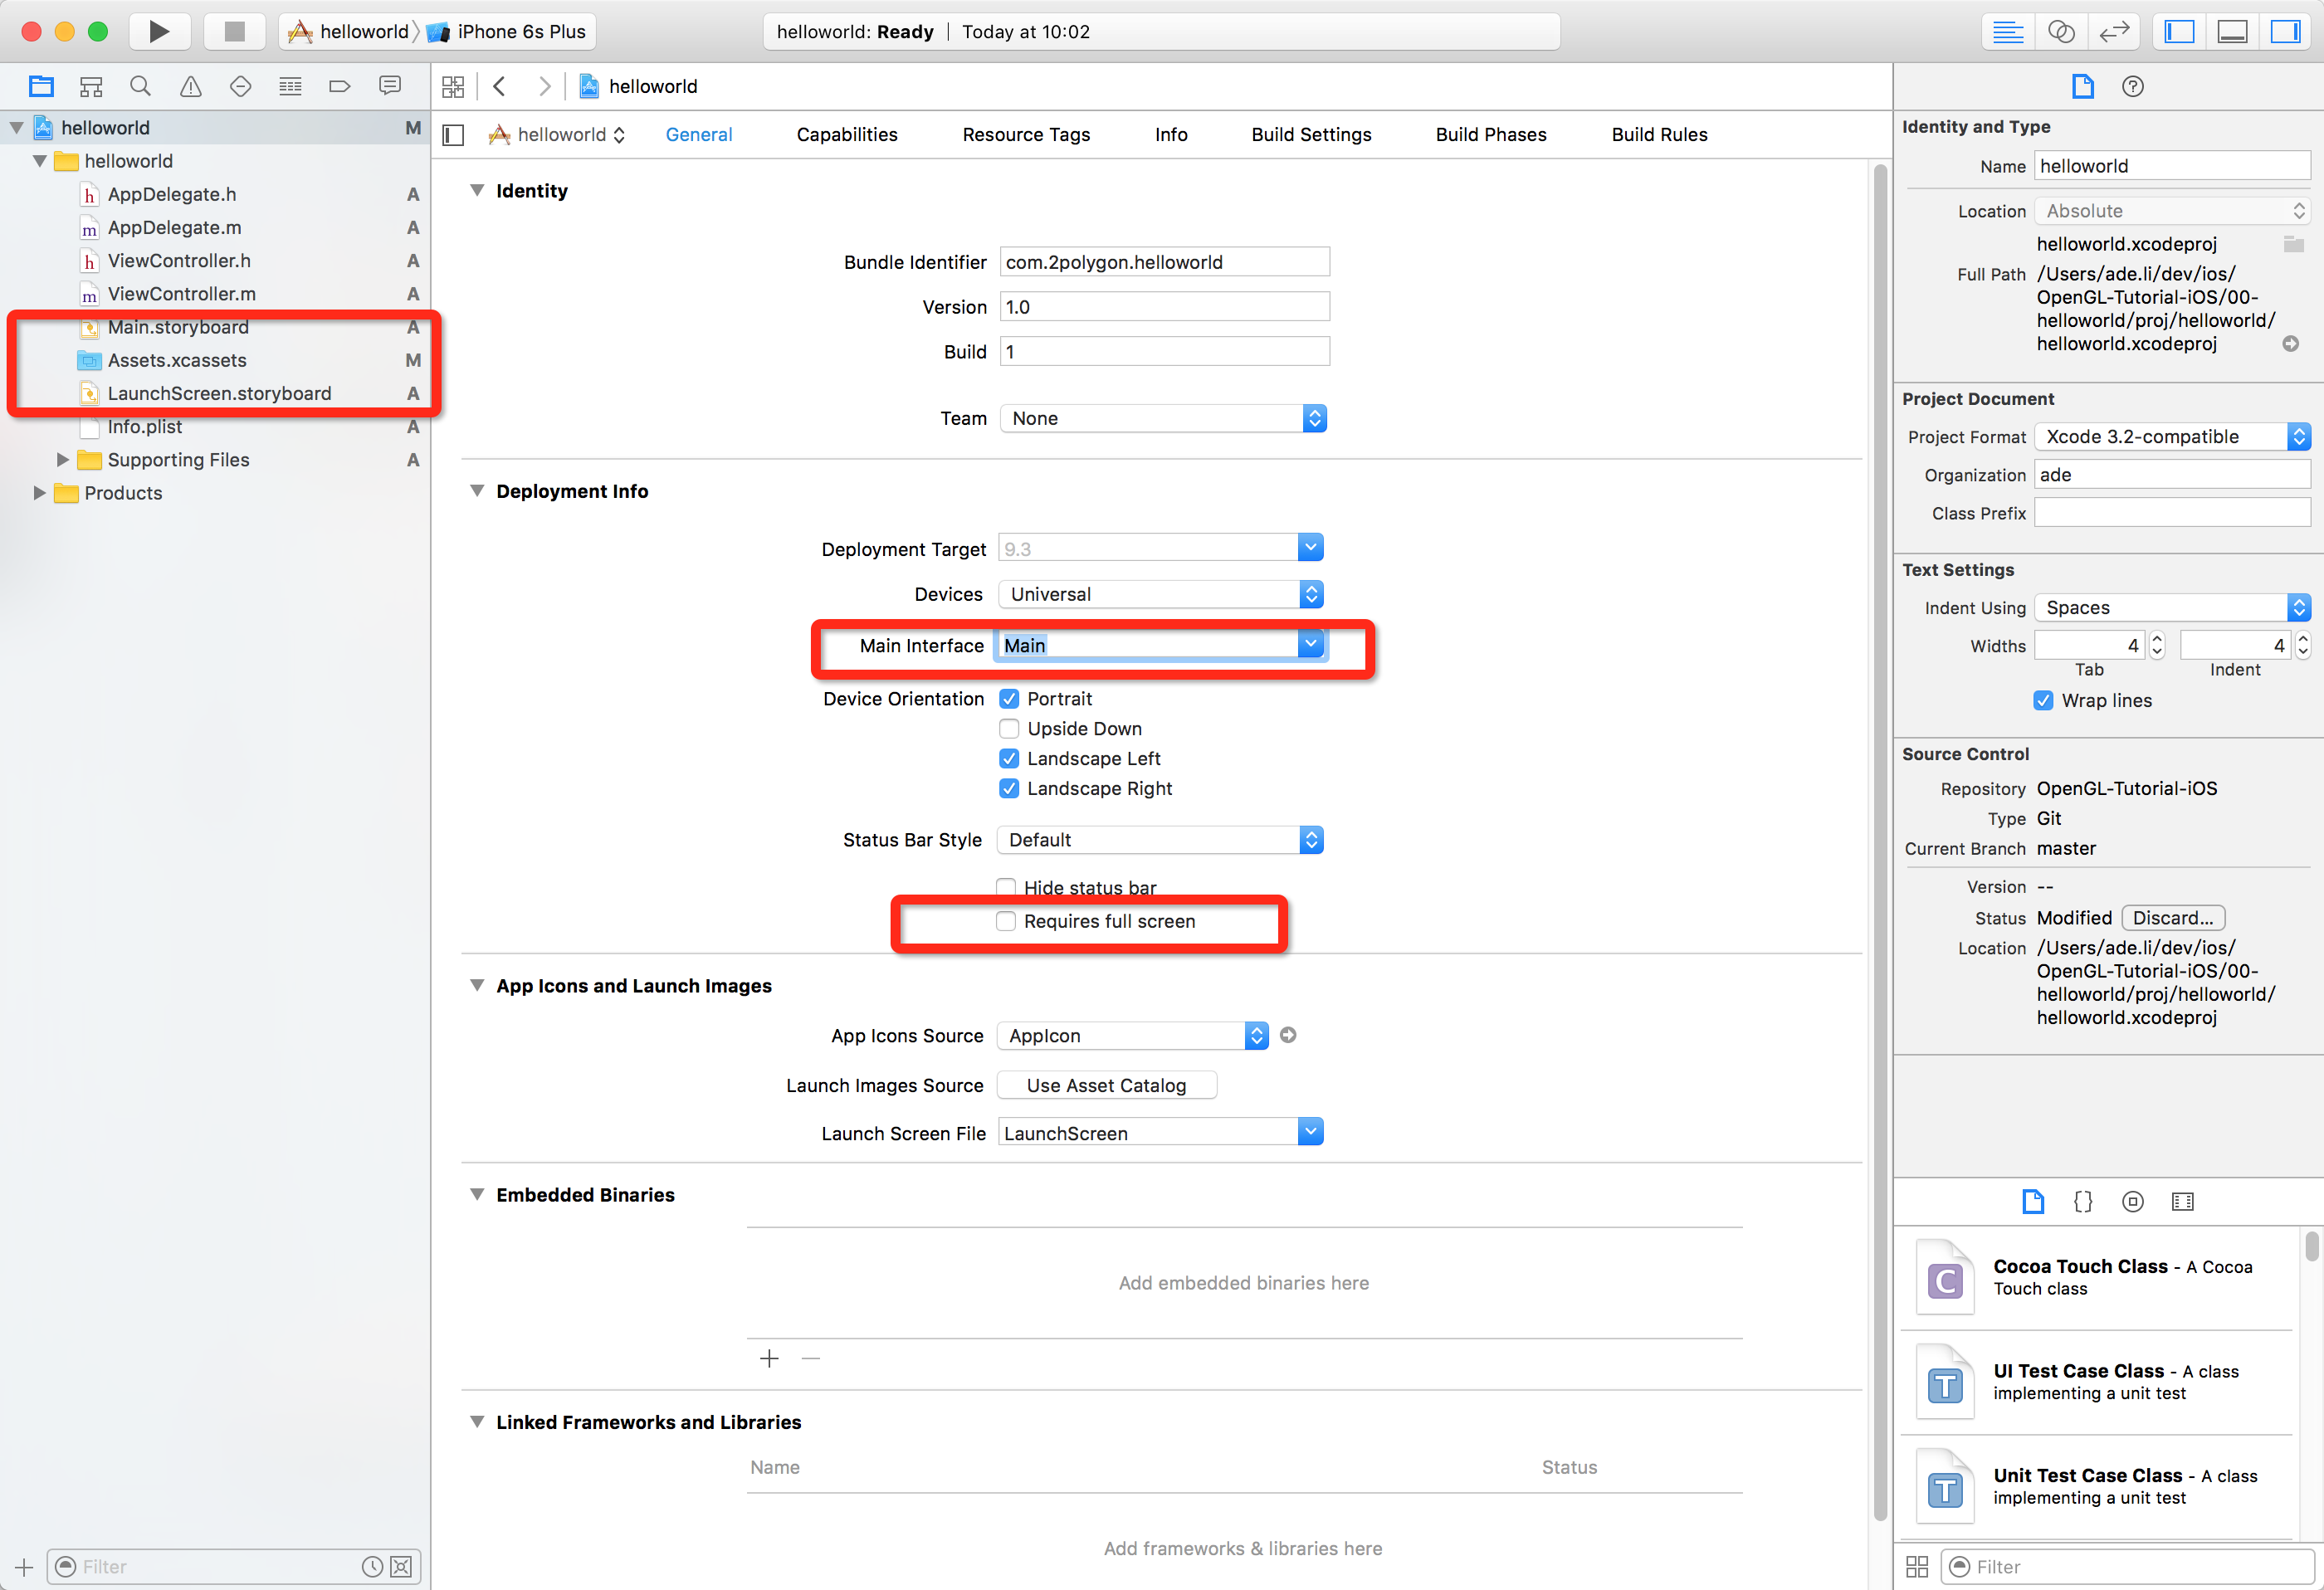 helloworld
iPhone 6s Plus
helloworld: Ready
Today at 10:02
helloworld
helloworld M
helloworld
AppDelegate.h A
AppDelegate.m A
ViewController.h A
ViewController.m A
Main.storyboard A
Assets.xcassets M
LaunchScreen.storyboard A
Info.plist A
Supporting Files A
Products
Filter
helloworld
General
Capabilities
Resource Tags
Info
Build Settings
Build Phases
Build Rules
Identity
Bundle Identifier com.2polygon.helloworld
Version 1.0
Build 1
Team None
Deployment Info
Deployment Target 9.3
Devices Universal
Main Interface Main
Device Orientation Portrait
Upside Down
Landscape Left
Landscape Right
Status Bar Style Default
Hide status bar
Requires full screen
App Icons and Launch Images
App Icons Source AppIcon
Launch Images Source Use Asset Catalog
Launch Screen File LaunchScreen
Embedded Binaries
Add embedded binaries here
Linked Frameworks and Libraries
Name Status
Add frameworks & libraries here
Identity and Type
Name helloworld
Location Absolute
helloworld.xcodeproj
Full Path /Users/ade.li/dev/ios/
OpenGL-Tutorial-iOS/00-
helloworld/proj/helloworld/
helloworld.xcodeproj
Project Document
Project Format Xcode 3.2-compatible
Organization ade
Class Prefix
Text Settings
Indent Using Spaces
Widths 4 4
Tab Indent
Wrap lines
Source Control
Repository OpenGL-Tutorial-iOS
Type Git
Current Branch master
Version --
Status Modified Discard...
Location /Users/ade.li/dev/ios/
OpenGL-Tutorial-iOS/00-
helloworld/proj/helloworld/
helloworld.xcodeproj
C
Cocoa Touch Class - A Cocoa
Touch class
T
UI Test Case Class - A class
implementing a unit test
T
Unit Test Case Class - A class
implementing a unit test
Filter